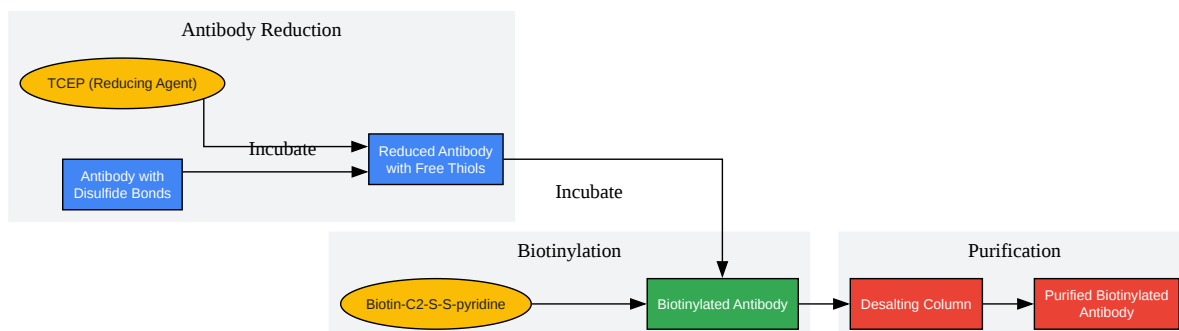 Antibody Reduction
TCEP (Reducing Agent)
Incubate
Reduced Antibody
with Free Thiols
Antibody with
Disulfide Bonds
Incubate
Biotinylation
Purification
Biotin-C2-S-S-pyridine
Biotinylated Antibody
Desalting Column
Purified Biotinylated
Antibody